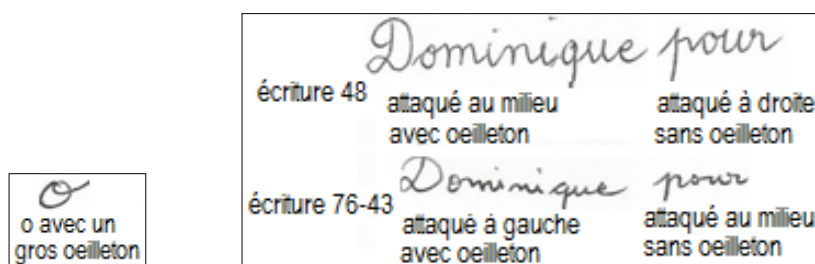 o
o avec un
gros oeilleton
Dominique pour
écriture 48
attaqué au milieu
avec oeilleton
attaqué à droite
sans oeilleton
Dominique pour
écriture 76-43
attaquè à gauche
avec oeilleton
attaqué au milieu
sans oeilleton